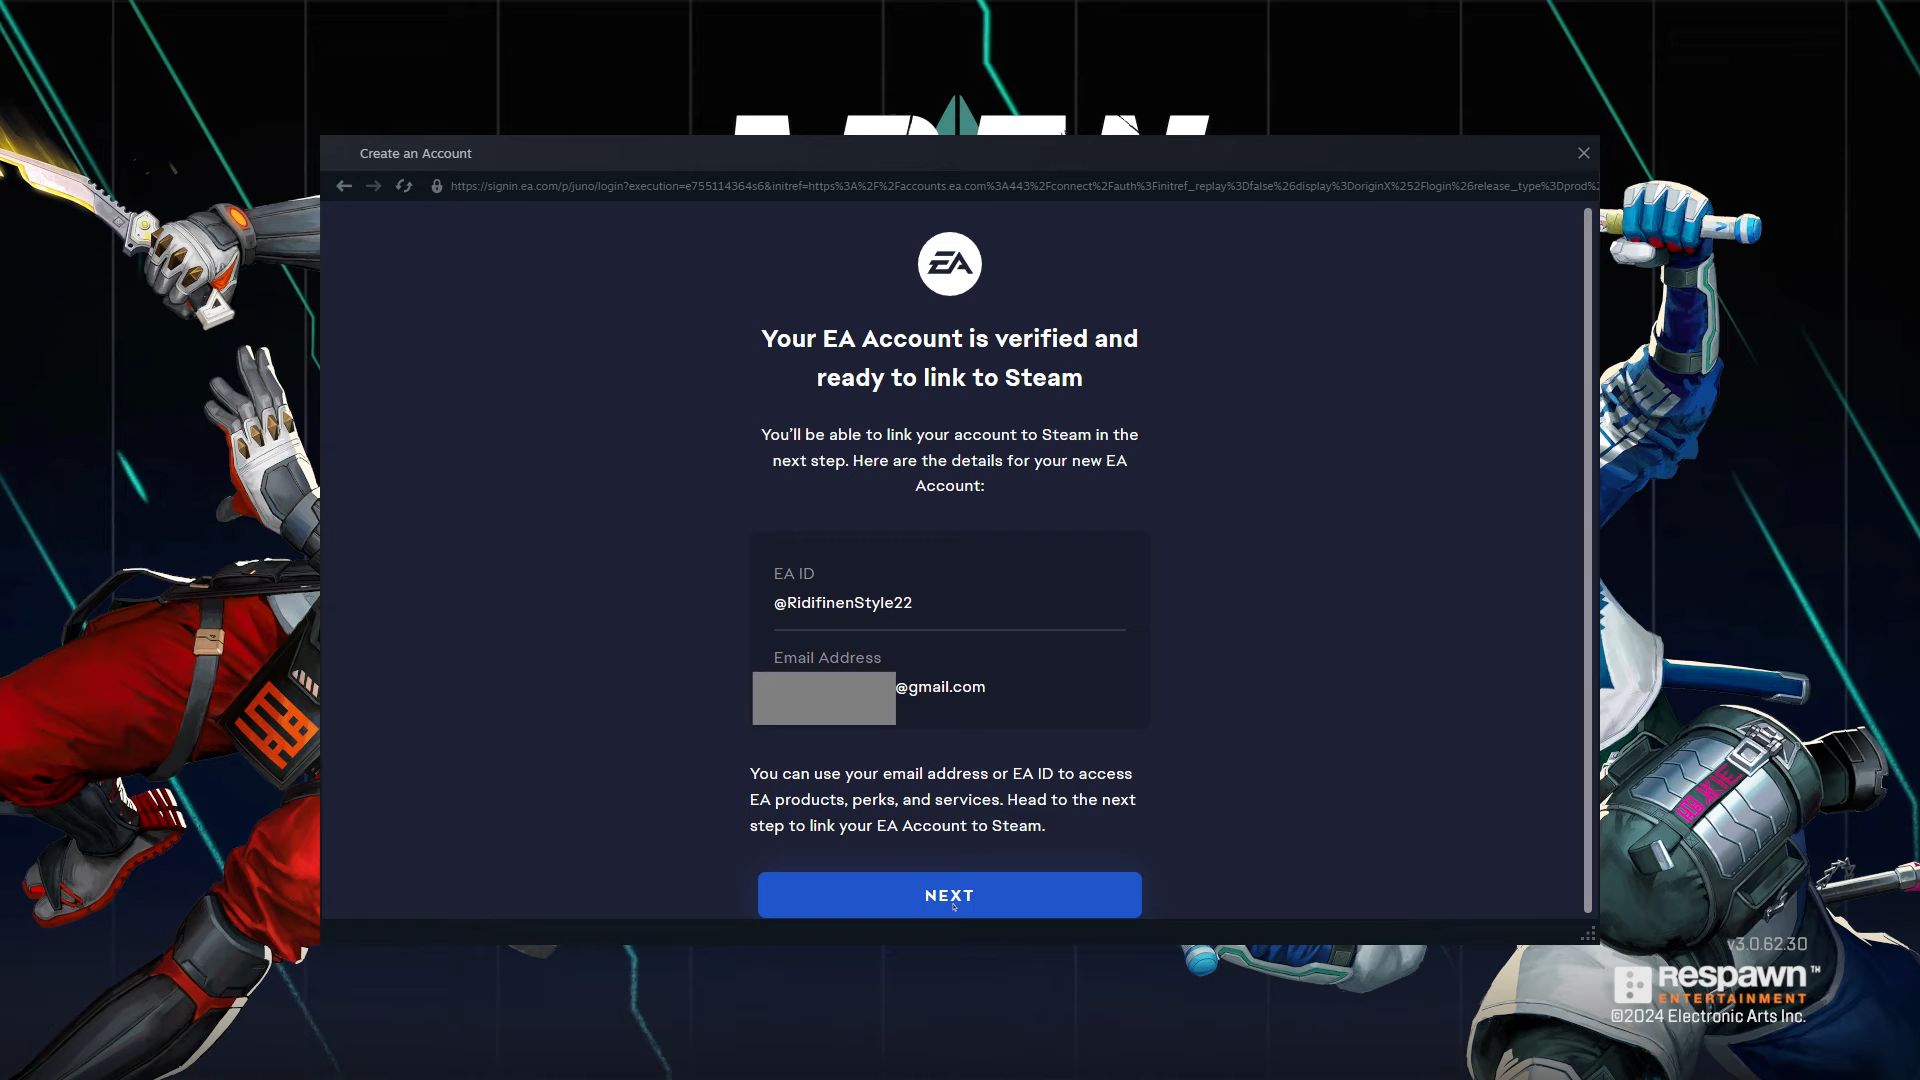 Create an Account
https://signin.ea.com/p/juno/login?execution=e755114364s6&initref=https%3A%2F%2Faccounts.ea.com%3A443%2Fconnect%2Fauth%3Finitref_replay%3Dfalse%26display%3DoriginX%252Flogin%26release_type%3Dprod%2
EA
Your EA Account is verified and
ready to link to Steam
You'll be able to link your account to Steam in the
next step. Here are the details for your new EA
Account:
EA ID
@RidifinenStyle22
Email Address
@gmail.com
You can use your email address or EA ID to access
EA products, perks, and services. Head to the next
step to link your EA Account to Steam.
NEXT
v3.0.62.30
Respawn™
ENTERTAINMENT
©2024 Electronic Arts Inc.